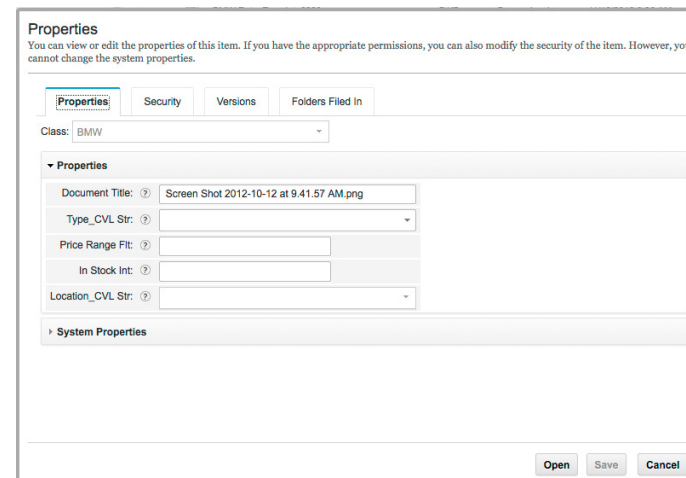 Properties
You can view or edit the properties of this item. If you have the appropriate permissions, you can also modify the security of the item. However, you
cannot change the system properties.
Properties Security Versions Folders Filed In
Class: BMW
Properties
Document Title: ? Screen Shot 2012-10-12 at 9.41.57 AM.png
Type_CVL Str: ?
Price Range Flt: ?
In Stock Int: ?
Location_CVL Str: ?
System Properties
Open Save Cancel